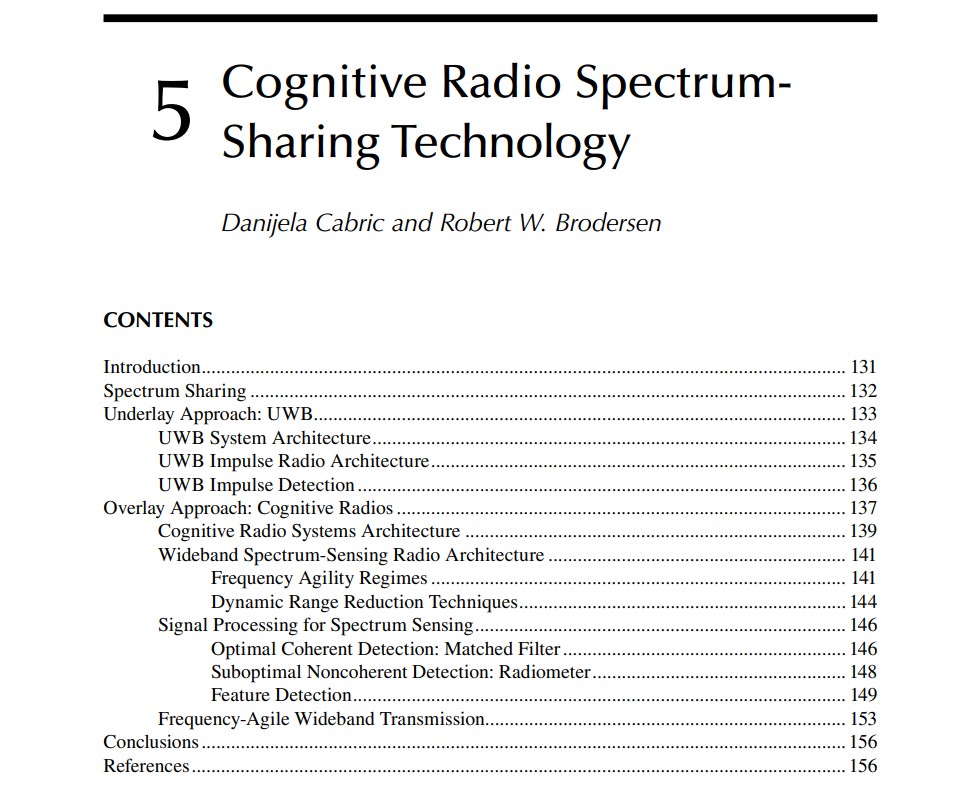 5
Cognitive Radio Spectrum-
Sharing Technology
Danijela Cabric and Robert W. Brodersen
CONTENTS
Introduction 131
Spectrum Sharing 132
Underlay Approach: UWB 133
UWB System Architecture 134
UWB Impulse Radio Architecture 135
UWB Impulse Detection 136
Overlay Approach: Cognitive Radios 137
Cognitive Radio Systems Architecture 139
Wideband Spectrum-Sensing Radio Architecture 141
Frequency Agility Regimes 141
Dynamic Range Reduction Techniques 144
Signal Processing for Spectrum Sensing 146
Optimal Coherent Detection: Matched Filter 146
Suboptimal Noncoherent Detection: Radiometer 148
Feature Detection 149
Frequency-Agile Wideband Transmission 153
Conclusions 156
References 156